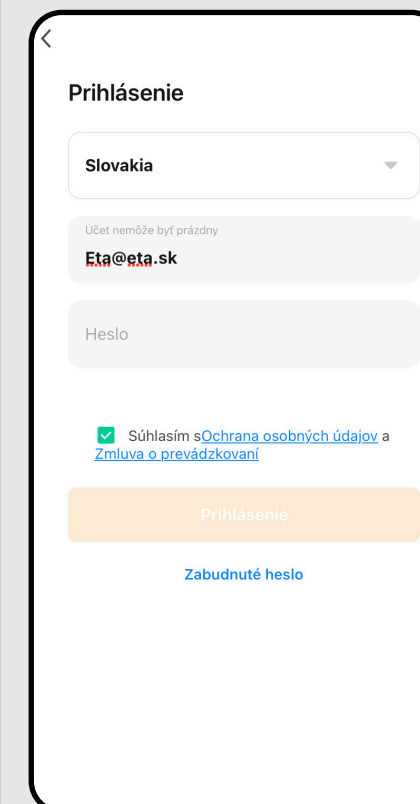 Prihlásenie
Slovakia
Účet nemôže byť prázdny
Eta@eta.sk
Heslo
Súhlasím sOchrana osobných údajov a
Zmluva o prevádzkovaní
Prihlásenie
Zabudnuté heslo